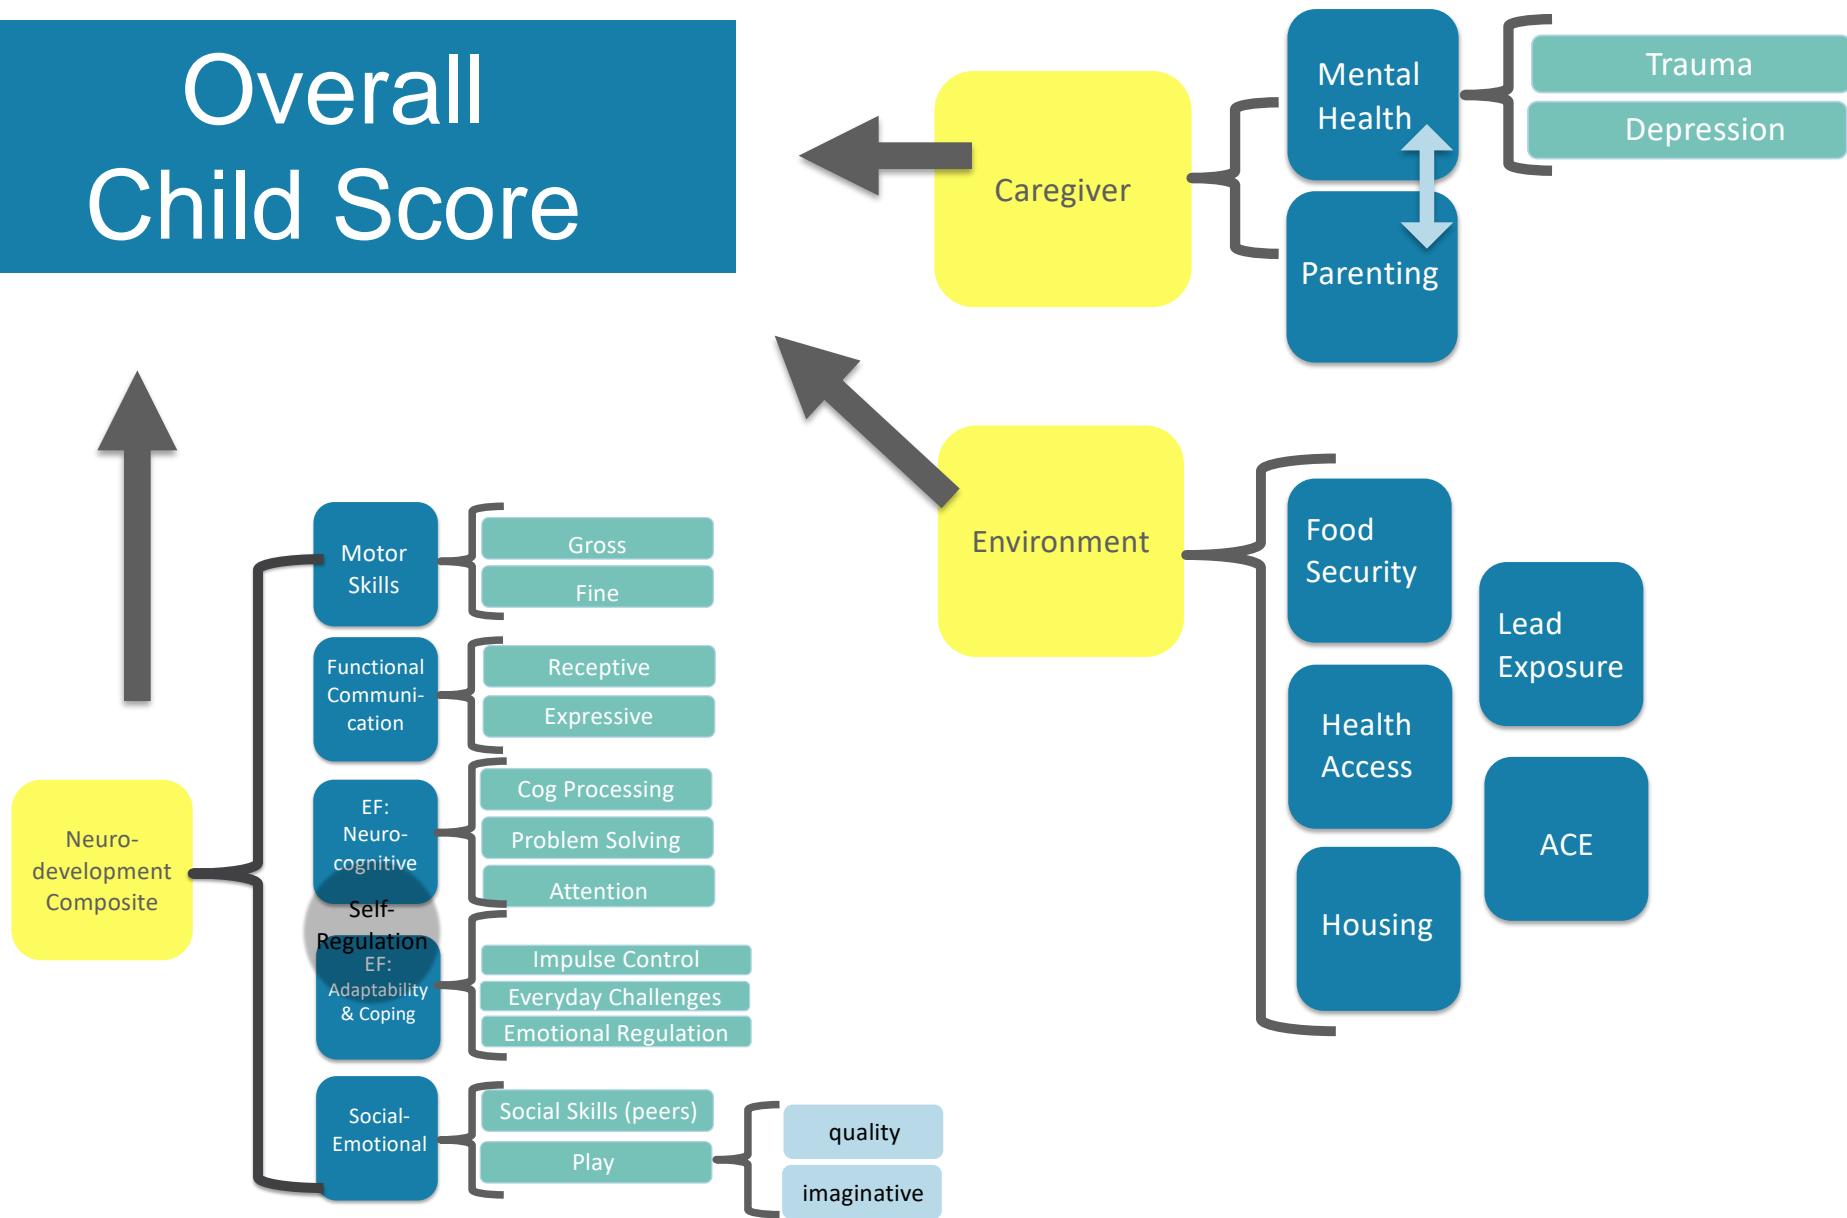 Overall
Child Score
Caregiver
Mental
Health
Parenting
Trauma
Depression
Environment
Food
Security
Lead
Exposure
Health
Access
ACE
Housing
Neuro-
development
Composite
Motor
Skills
Gross
Fine
Functional
Communi-
cation
Receptive
Expressive
EF:
Neuro-
cognitive
Cog Processing
Problem Solving
Attention
Self-
Regulation
EF:
Adaptability
& Coping
Impulse Control
Everyday Challenges
Emotional Regulation
Social-
Emotional
Social Skills (peers)
Play
quality
imaginative